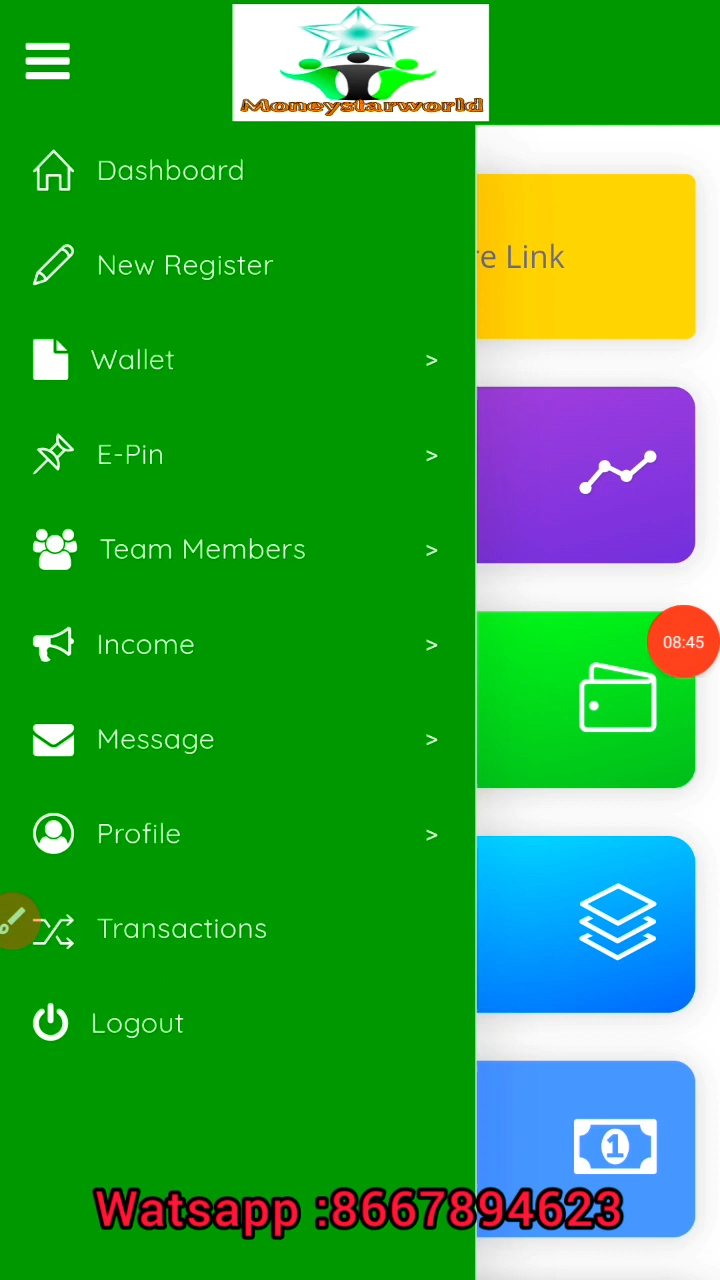 Moneystarworld
Dashboard
New Register
re Link
Wallet >
E-Pin >
Team Members >
Income >
08:45
Message >
Profile >
Transactions
Logout
1
Watsapp :8667894623